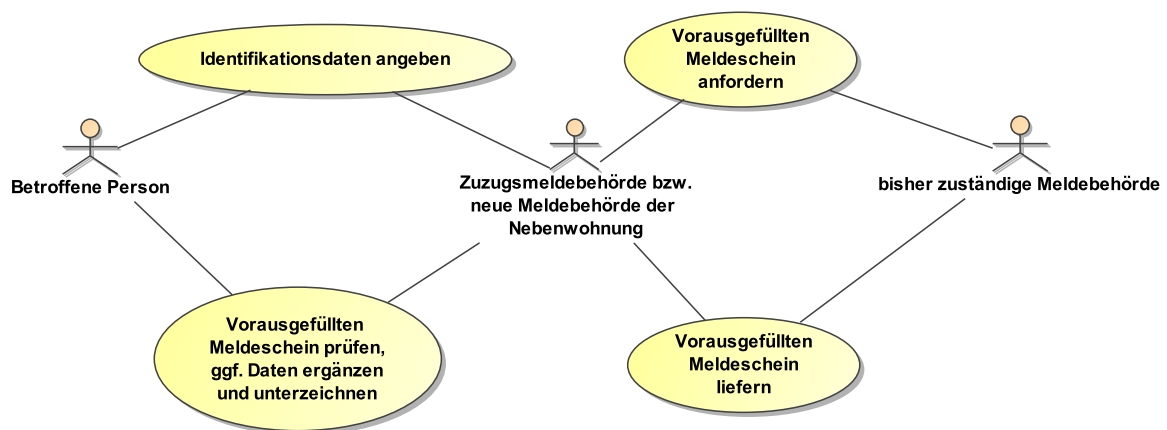 Identifikationsdaten angeben
Vorausgefüllten
Meldeschein
anfordern
Betroffene Person
Zuzugsmeldebehörde bzw.
neue Meldebehörde der
Nebenwohnung
bisher zuständige Meldebehörde
Vorausgefüllten
Meldeschein prüfen,
ggf. Daten ergänzen
und unterzeichnen
Vorausgefüllten
Meldeschein
liefern